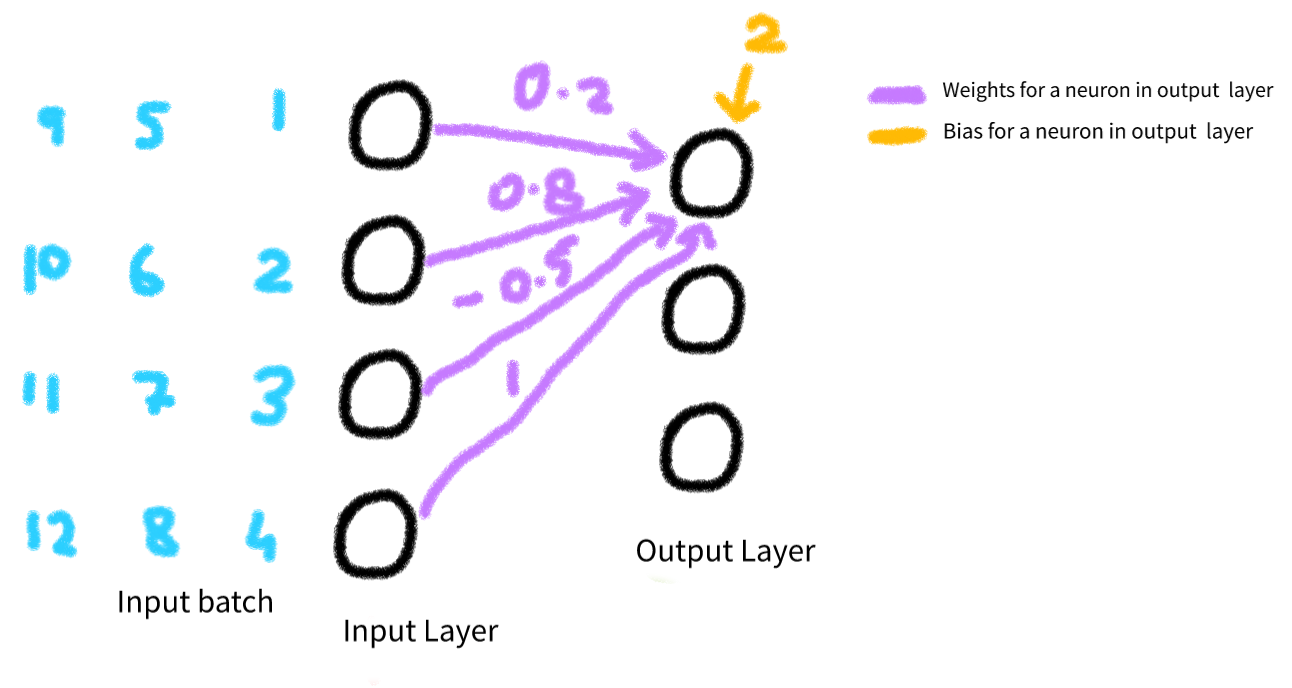 2
0.2
Weights for a neuron in output layer
9 5 1
Bias for a neuron in output layer
0.8
10 6 2
- 0.5
11 7 3
1
12 8 4
Output Layer
Input batch
Input Layer